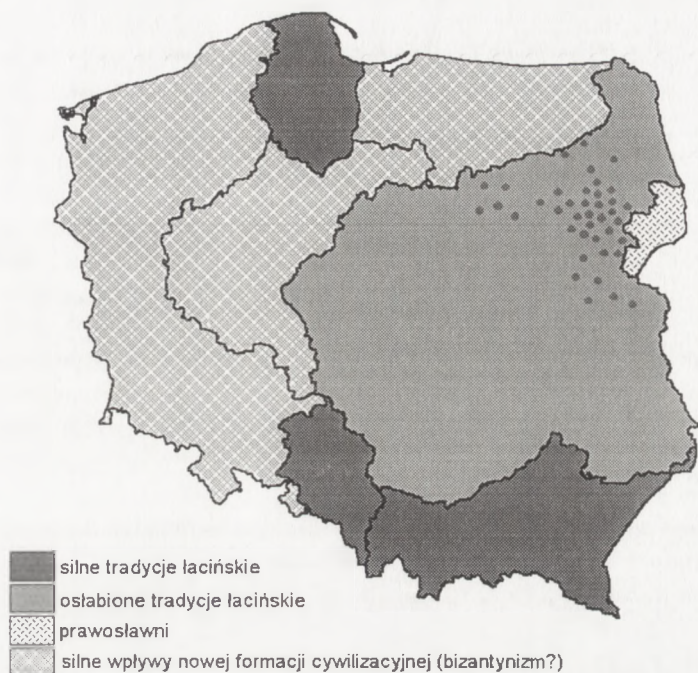 silne tradycje łacińskie
osłabione tradycje łacińskie
prawosławni
silne wpływy nowej formacji cywilizacyjnej (bizantynizm?)